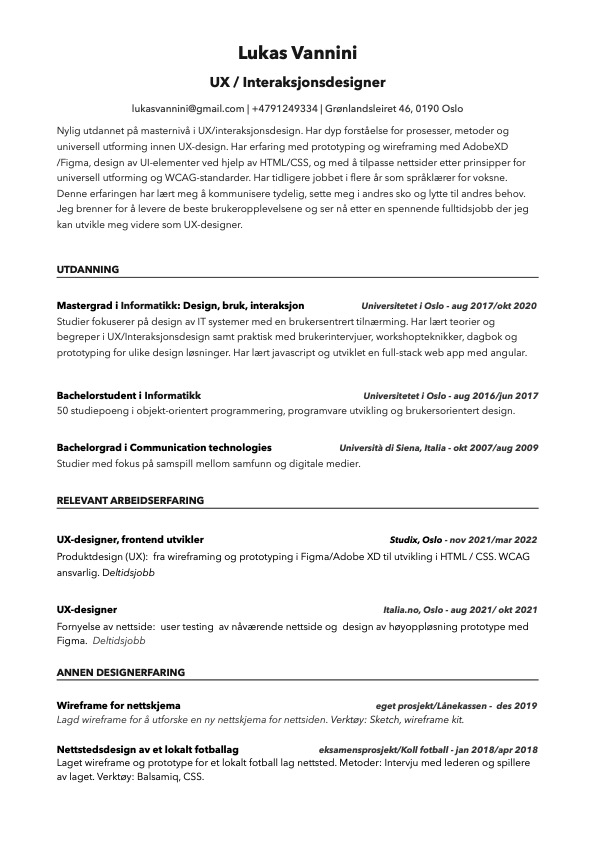 Lukas Vannini
UX / Interaksjonsdesigner
lukasvannini@gmail.com | +4791249334 | Grønlandsleiret 46, 0190 Oslo
Nylig utdannet på masternivå i UX/interaksjonsdesign. Har dyp forståelse for prosesser, metoder og
universell utforming innen UX-design. Har erfaring med prototyping og wireframing med AdobeXD
/Figma, design av UI-elementer ved hjelp av HTML/CSS, og med å tilpasse nettsider etter prinsipper for
universell utforming og WCAG-standarder. Har tidligere jobbet i flere år som språklærer for voksne.
Denne erfaringen har lært meg å kommunisere tydelig, sette meg i andres sko og lytte til andres behov.
Jeg brenner for å levere de beste brukeropplevelsene og ser nå etter en spennende fulltidsjobb der jeg
kan utvikle meg videre som UX-designer.
UTDANNING
Mastergrad i Informatikk: Design, bruk, interaksjon Universitetet i Oslo - aug 2017/okt 2020
Studier fokuserer på design av IT systemer med en brukersentrert tilnærming. Har lært teorier og
begreper i UX/Interaksjonsdesign samt praktisk med brukerintervjuer, workshopteknikker, dagbok og
prototyping for ulike design løsninger. Har lært javascript og utviklet en full-stack web app med angular.
Bachelorstudent i Informatikk Universitetet i Oslo - aug 2016/jun 2017
50 studiepoeng i objekt-orientert programmering, programvare utvikling og brukersorientert design.
Bachelorgrad i Communication technologies Università di Siena, Italia - okt 2007/aug 2009
Studier med fokus på samspill mellom samfunn og digitale medier.
RELEVANT ARBEIDSERFARING
UX-designer, frontend utvikler Studix, Oslo - nov 2021/mar 2022
Produktdesign (UX): fra wireframing og prototyping i Figma/Adobe XD til utvikling i HTML / CSS. WCAG
ansvarlig. Deltidsjobb
UX-designer Italia.no, Oslo - aug 2021/ okt 2021
Fornyelse av nettside: user testing av nåværende nettside og design av høyoppløsning prototype med
Figma. Deltidsjobb
ANNEN DESIGNERFARING
Wireframe for nettskjema eget prosjekt/Lånekassen - des 2019
Lagd wireframe for å utforske en ny nettskjema for nettsiden. Verktøy: Sketch, wireframe kit.
Nettstedsdesign av et lokalt fotballag eksamensprosjekt/Koll fotball - jan 2018/apr 2018
Laget wireframe og prototype for et lokalt fotball lag nettsted. Metoder: Intervju med lederen og spillere
av laget. Verktøy: Balsamiq, CSS.